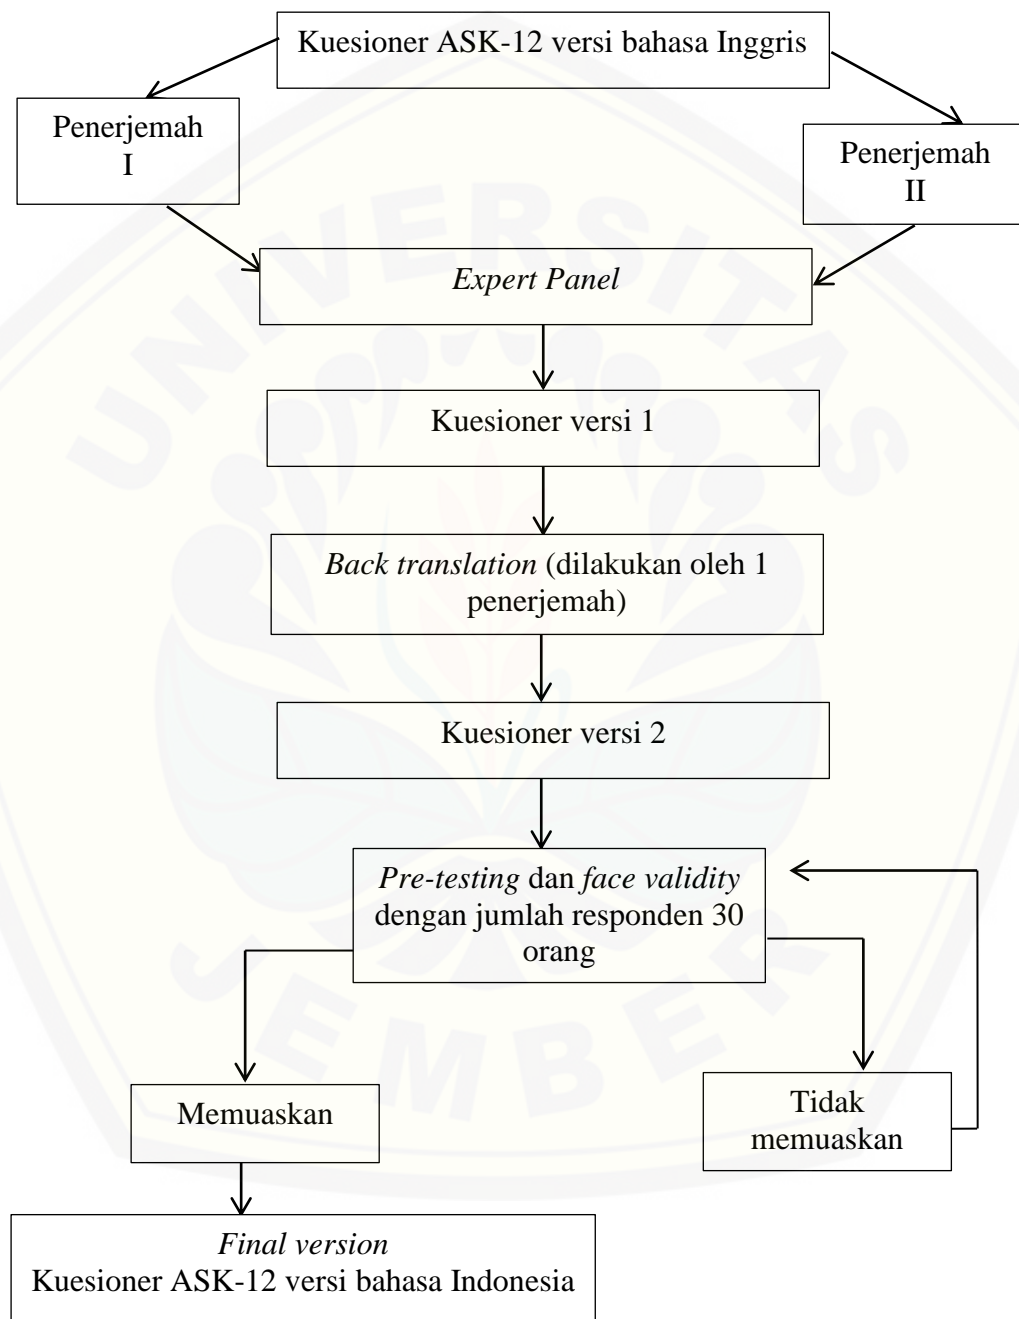 Kuesioner ASK-12 versi bahasa Inggris
Penerjemah
I
Penerjemah
II
Expert Panel
Kuesioner versi 1
Back translation (dilakukan oleh 1
penerjemah)
Kuesioner versi 2
Pre-testing dan face validity
dengan jumlah responden 30
orang
Memuaskan
Tidak
memuaskan
Final version
Kuesioner ASK-12 versi bahasa Indonesia
UNIVERSITAS
JEMBER